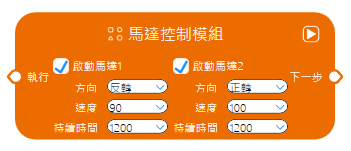 馬達控制模組
執行 啟動馬達1 啟動馬達2 下一步
方向 反轉 方向 正轉
速度 90 速度 100
持續時間 1200 持續時間 1200